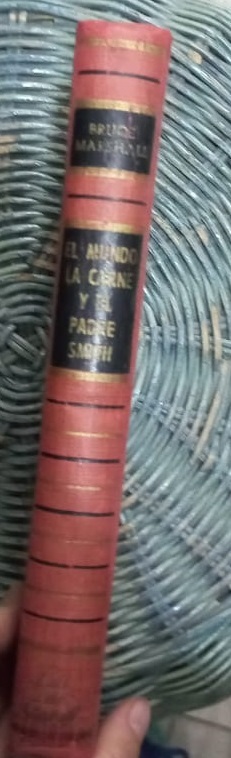 BRUCE
MARSHALL
EL MUNDO
LA CARNE
Y EL
PADRE
SMITH